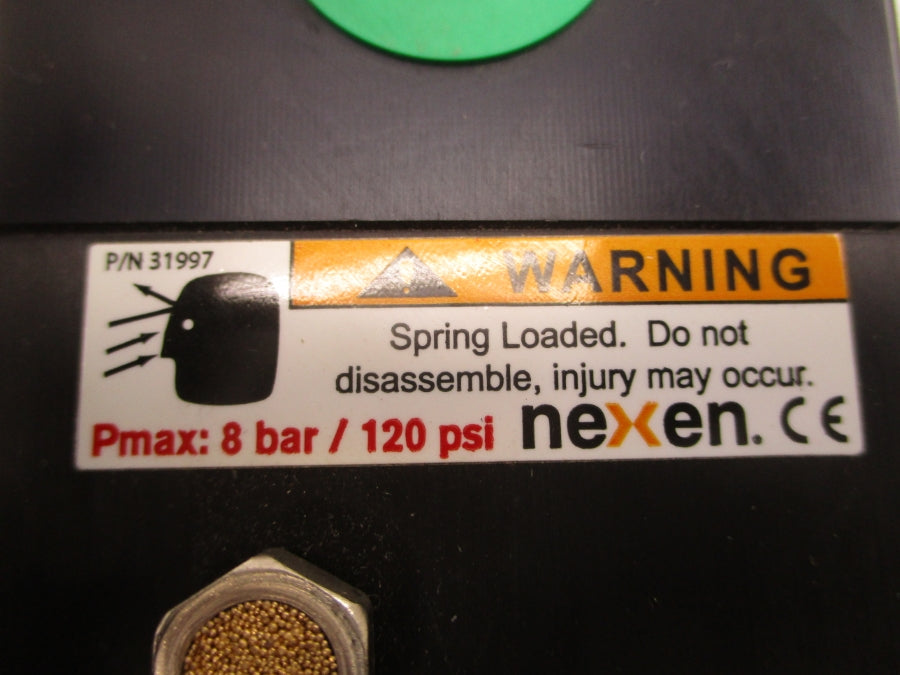 P/N 31997
WARNING
Spring Loaded. Do not
disassemble, injury may occur.
Pmax: 8 bar / 120 psi
nexen. CE